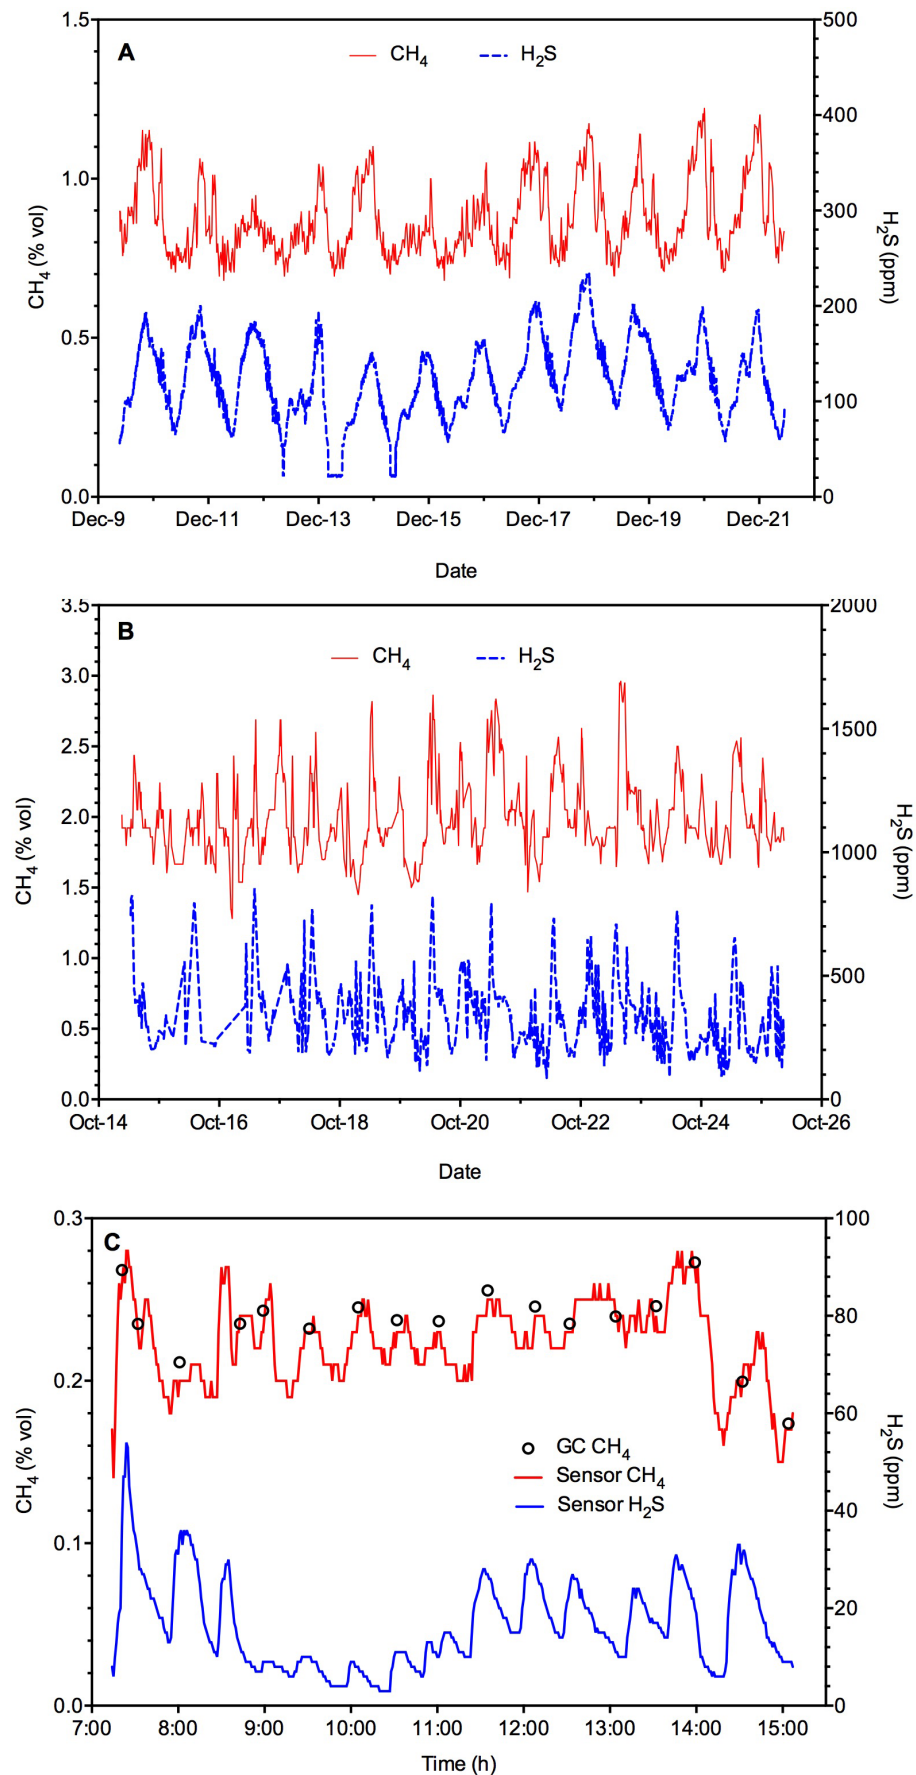 A
CH4 H2S
1.5
1.0
0.5
0.0
CH4 (% vol)
500
400
300
200
100
0
H2S (ppm)
Dec-9 Dec-11 Dec-13 Dec-15 Dec-17 Dec-19 Dec-21
Date
B
CH4 H2S
3.5
3.0
2.5
2.0
1.5
1.0
0.5
0.0
CH4 (% vol)
2000
1500
1000
500
0
H2S (ppm)
Oct-14 Oct-16 Oct-18 Oct-20 Oct-22 Oct-24 Oct-26
Date
C
0.3
0.2
0.1
0.0
CH4 (% vol)
GC CH4
Sensor CH4
Sensor H2S
100
80
60
40
20
0
H2S (ppm)
7:00 8:00 9:00 10:00 11:00 12:00 13:00 14:00 15:00
Time (h)